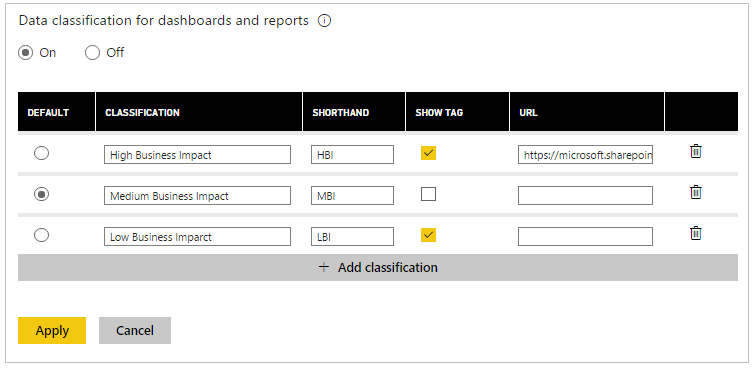 Data classification for dashboards and reports
On Off
DEFAULT CLASSIFICATION SHORTHAND SHOW TAG URL
High Business Impact HBI https://microsoft.sharepoin
Medium Business Impact MBI
Low Business Imparct LBI
+ Add classification
Apply Cancel